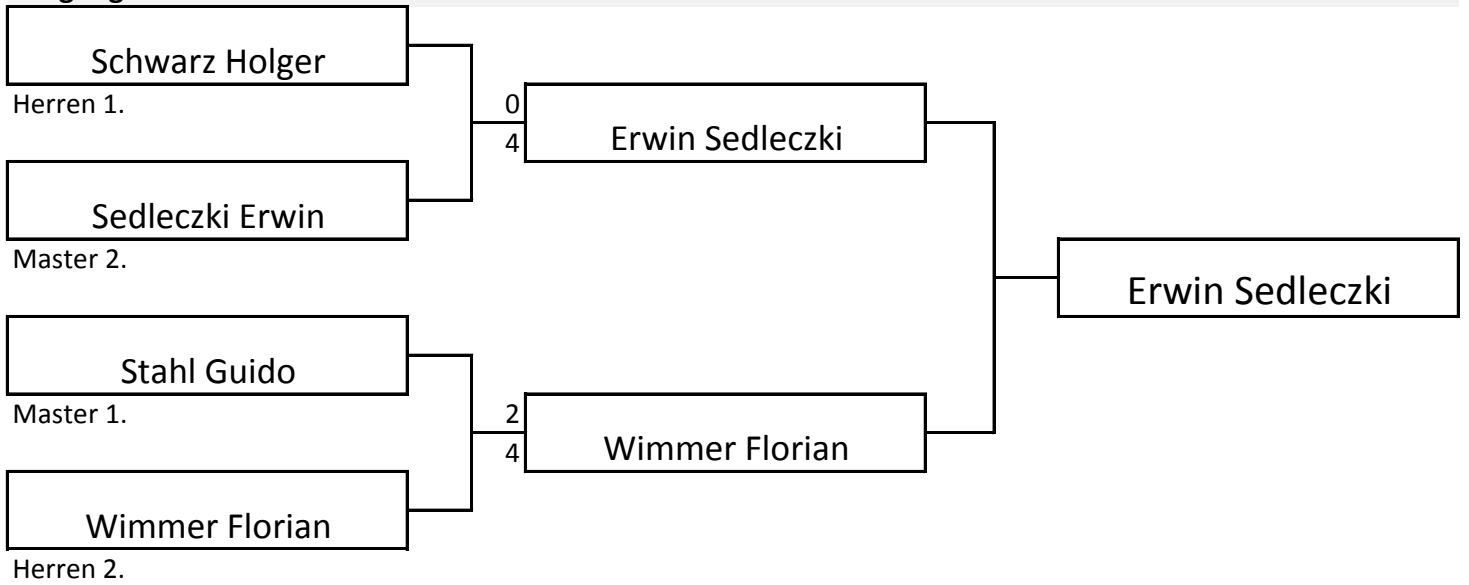 Schwarz Holger
Herren 1.
0
4
Erwin Sedleczki
Sedleczki Erwin
Master 2.
Erwin Sedleczki
Stahl Guido
Master 1.
2
4
Wimmer Florian
Wimmer Florian
Herren 2.